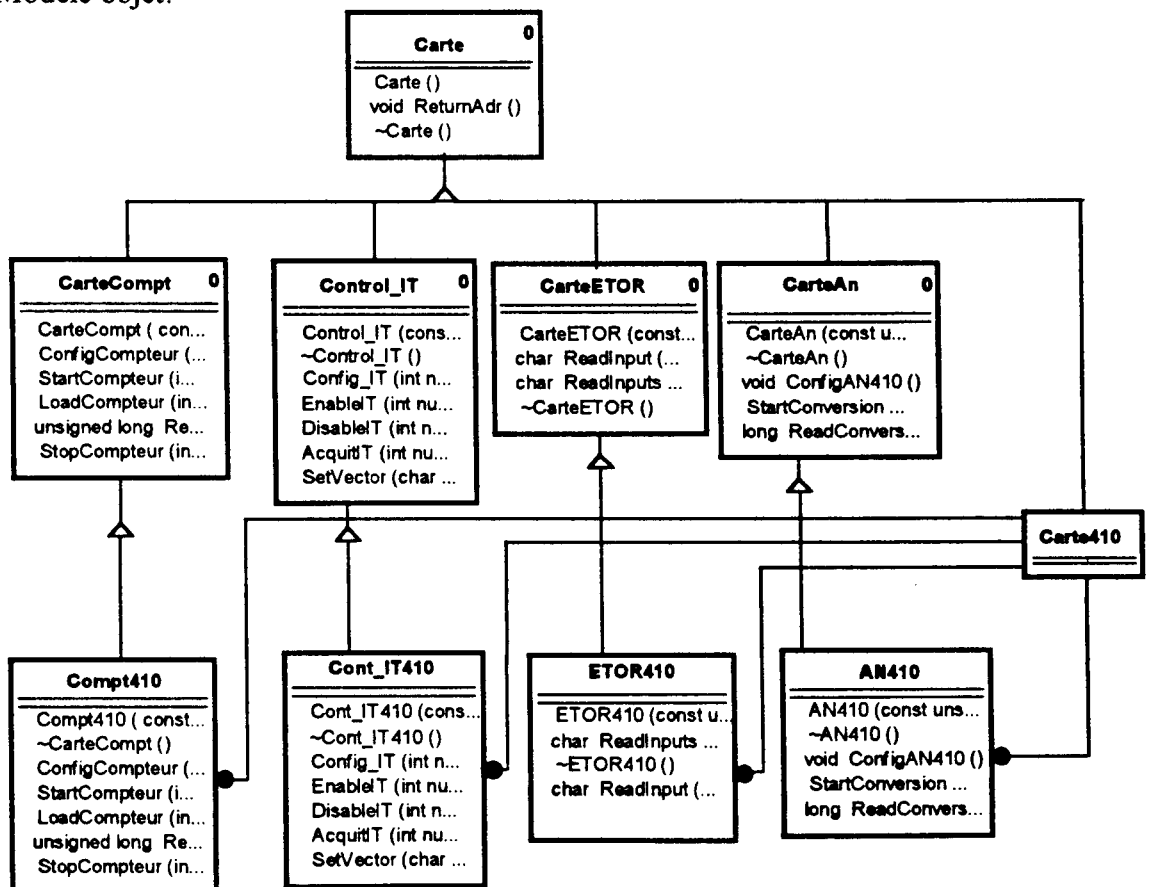 Modèle objet:
Carte 0
Carte ()
void ReturnAdr ()
~Carte ()
CarteCompt 0
CarteCompt ( con...
ConfigCompteur (...
StartCompteur (i...
LoadCompteur (in...
unsigned long Re...
StopCompteur (in...
Control_IT 0
Control_IT (cons...
~Control_IT ()
Config_IT (int n...
EnableIT (int nu...
DisableIT (int n...
AcquitIT (int nu...
SetVector (char ...
CarteETOR 0
CarteETOR (const...
char ReadInput (...
char ReadInputs ...
~CarteETOR ()
CarteAn 0
CarteAn (const u...
~CarteAn ()
void ConfigAN410 ()
StartConversion ...
long ReadConvers...
Carte410
Compt410
Compt410 ( const...
~CarteCompt ()
ConfigCompteur (...
StartCompteur (i...
LoadCompteur (in...
unsigned long Re...
StopCompteur (in...
Cont_IT410
Cont_IT410 (cons...
~Cont_IT410 ()
Config_IT (int n...
EnableIT (int nu...
DisableIT (int n...
AcquitIT (int nu...
SetVector (char ...
ETOR410
ETOR410 (const u...
char ReadInputs ...
~ETOR410 ()
char ReadInput (...
AN410
AN410 (const uns...
~AN410 ()
void ConfigAN410 ()
StartConversion ...
long ReadConvers...